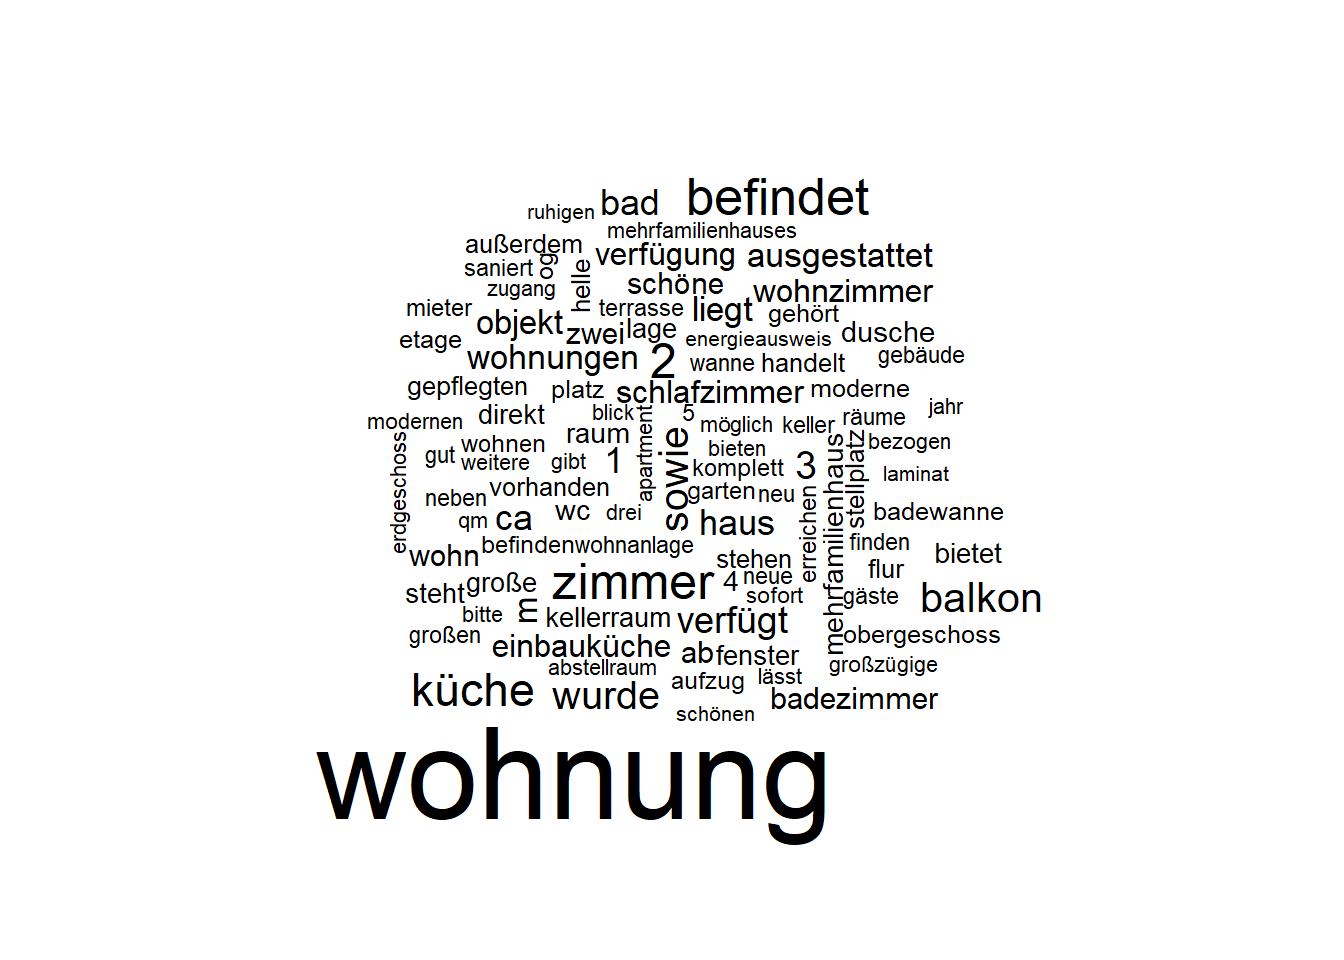 befindet
bad
ruhigen
mehrfamilienhauses
außerdem
verfügung
ausgestattet
og
saniert
helle
schöne
zugang
wohnzimmer
mieter
terrasse
liegt
gehört
objekt
zwei
lage
dusche
etage
energieausweis
wohnungen
2
wanne
handelt
gebäude
gepflegten
platz
schlafzimmer
moderne
modernen
direkt
blick
apartment
5
möglich
keller
räume
jahr
erdgeschoss
gut
wohnen
raum
sowie
bieten
mehrfamilienhaus
stellplatz
bezogen
weitere
gibt
1
komplett
3
laminat
neben
vorhanden
garten
neu
qm
ca
wc
drei
haus
erreichen
badewanne
wohn
befinden
wohnanlage
stehen
finden
bietet
steht
große
zimmer
4
neue
flur
sofort
gäste
balkon
bitte
m
kellerraum
verfügt
großen
einbauküche
ab
fenster
obergeschoss
abstellraum
aufzug
lässt
großzügige
küche
wurde
badezimmer
schönen
wohnung